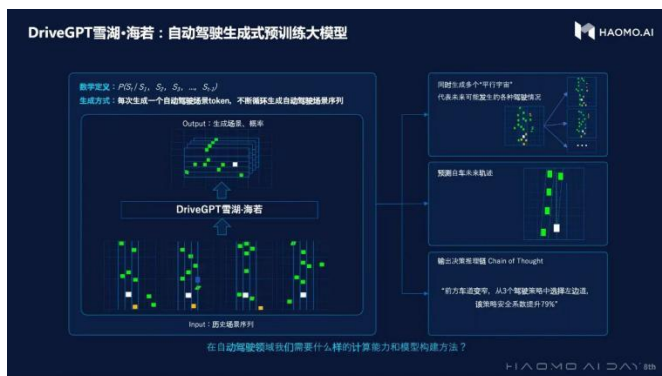 DriveGPT雪湖·海若：自动驾驶生成式预训练大模型
HAOMO.AI
数学定义：P(Sₜ/ S₁, S₂, S₃, ..., Sₜ₋₁)
生成方式：每次生成一个自动驾驶场景token，不断循环生成自动驾驶场景序列
Output：生成场景、概率
DriveGPT雪湖·海若
Input：历史场景序列
同时生成多个“平行宇宙”
代表未来可能发生的各种驾驶情况
预测自车未来轨迹
输出决策推理链 Chain of Thought
“前方车道变窄，从3个驾驶策略中选择左边道，
该策略安全系数提升79%”
在自动驾驶领域我们需要什么样的计算能力和模型构建方法？
HAOMO AI DAY 8th